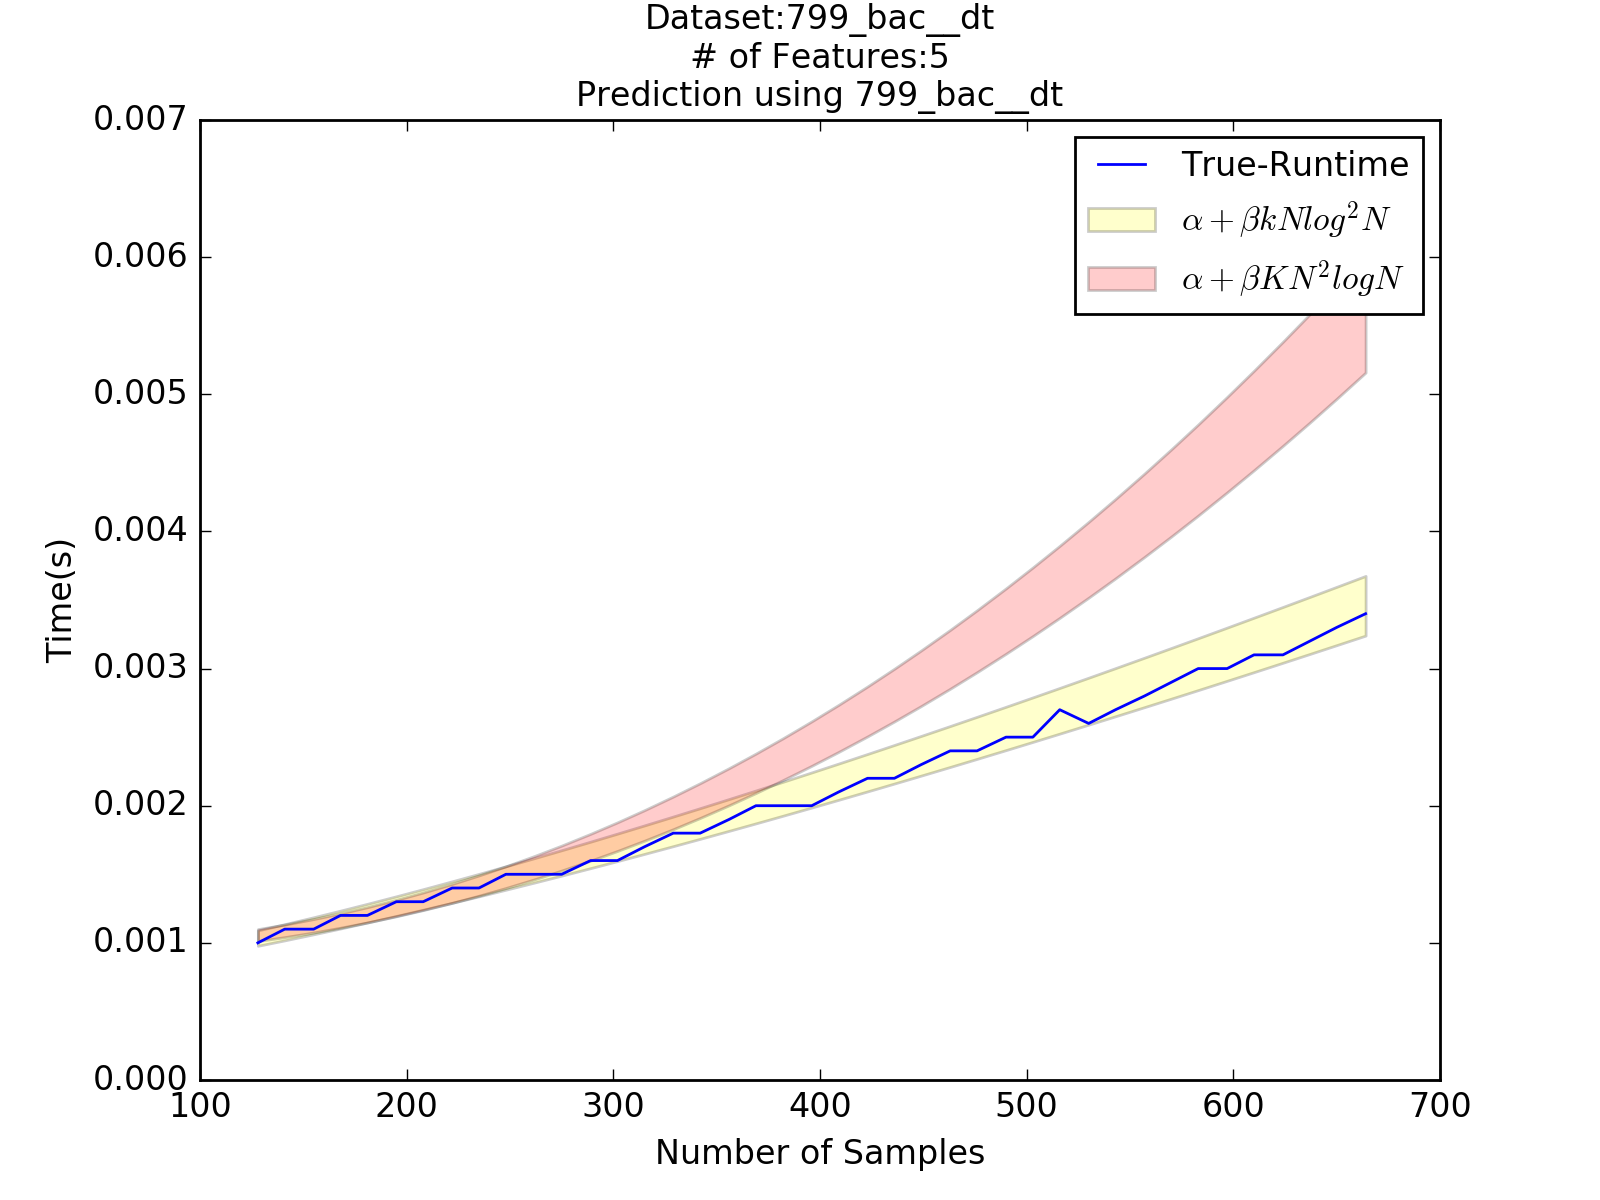 Dataset:799_bac__dt
# of Features:5
Prediction using 799_bac__dt
0.007
0.006
0.005
0.004
0.003
0.002
0.001
0.000
Time(s)
True-Runtime
α + βkNlog²N
α + βKN²logN
100 200 300 400 500 600 700
Number of Samples